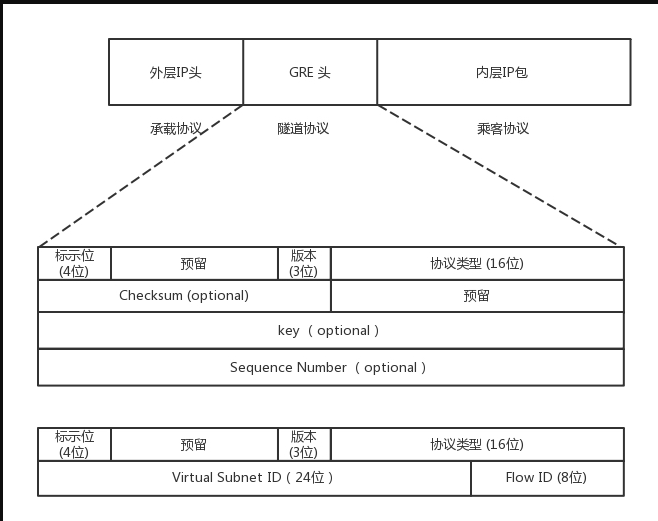 外层IP头 GRE 头 内层IP包
承载协议 隧道协议 乘客协议
标示位 版本
(4位) 预留 (3位) 协议类型 (16位)
Checksum (optional) 预留
key （ optional ）
Sequence Number （ optional ）
标示位 版本
(4位) 预留 (3位) 协议类型 (16位)
Virtual Subnet ID ( 24位 ) Flow ID (8位)